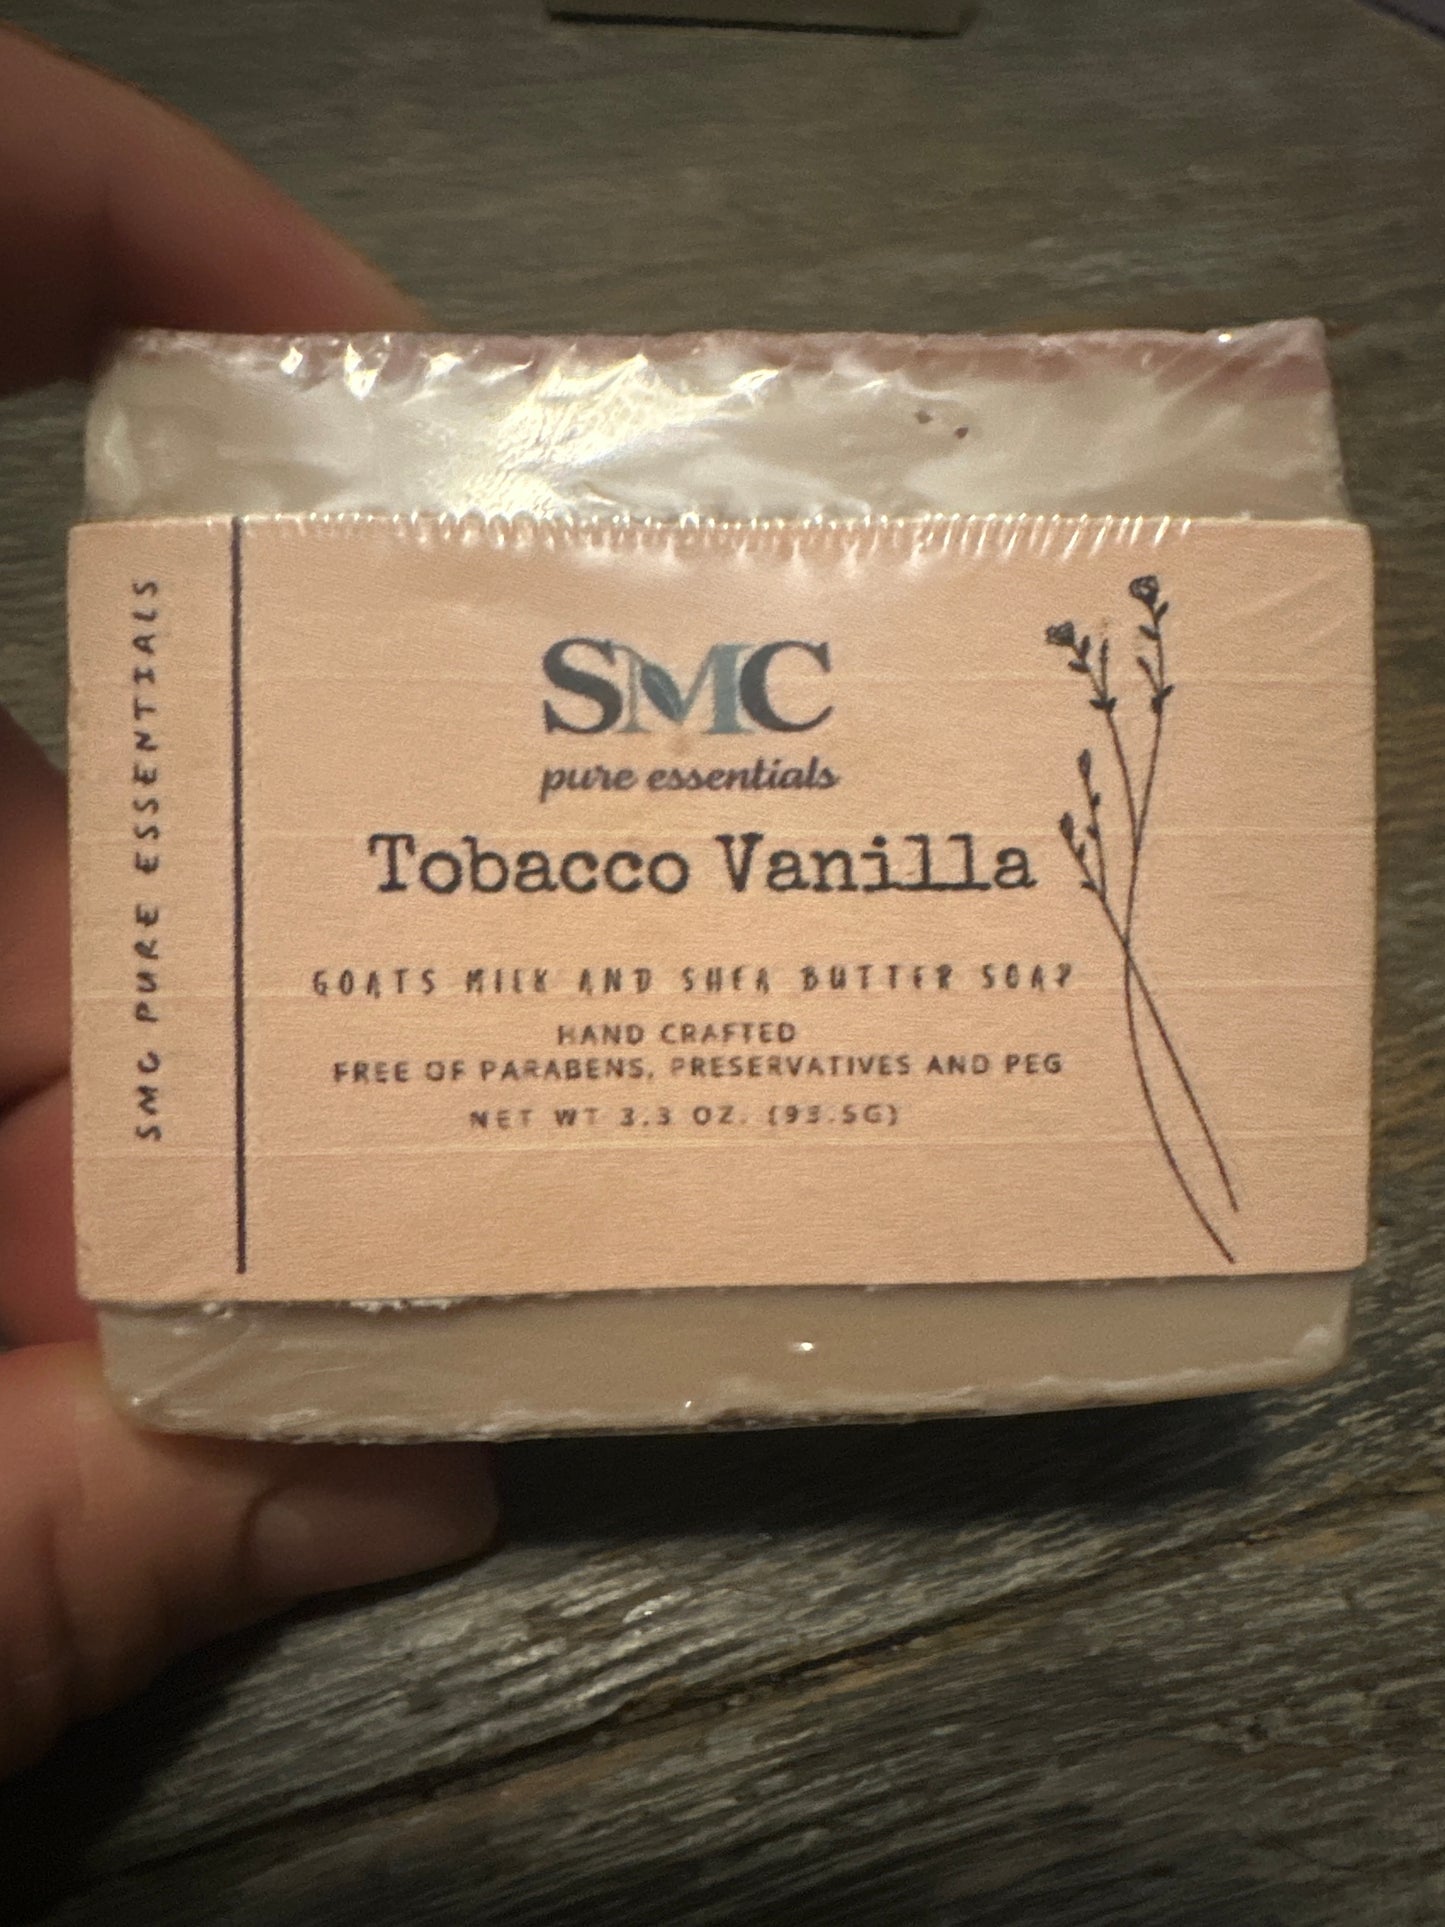 SMC PURE ESSENTIALS
SMC
pure essentials
Tobacco Vanilla
GOATS MILK AND SHEA BUTTER SOAP
HAND CRAFTED
FREE OF PARABENS, PRESERVATIVES AND PEG
NET WT 3.3 OZ. (93.5G)